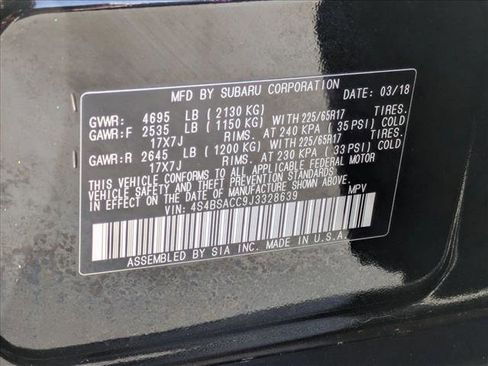 MFD BY SUBARU CORPORATION DATE: 03/18
GVWR: 4695 LB ( 2130 KG)
GAWR:F 2535 LB ( 1150 KG) WITH 225/65R17 TIRES.
17X7J RIMS. AT 240 KPA ( 35 PSI) COLD
GAWR:R 2645 LB ( 1200 KG) WITH 225/65R17 TIRES.
17X7J RIMS. AT 230 KPA ( 33 PSI) COLD
THIS VEHICLE CONFORMS TO ALL APPLICABLE FEDERAL MOTOR
VEHICLE SAFETY AND THEFT PREVENTION STANDARDS IN EFFECT ON
THE DATE OF MANUFACTURE SHOWN ABOVE.
VIN: 4S4BSACC9J3328639 MPV
ASSEMBLED BY SIA INC. MADE IN U.S.A.